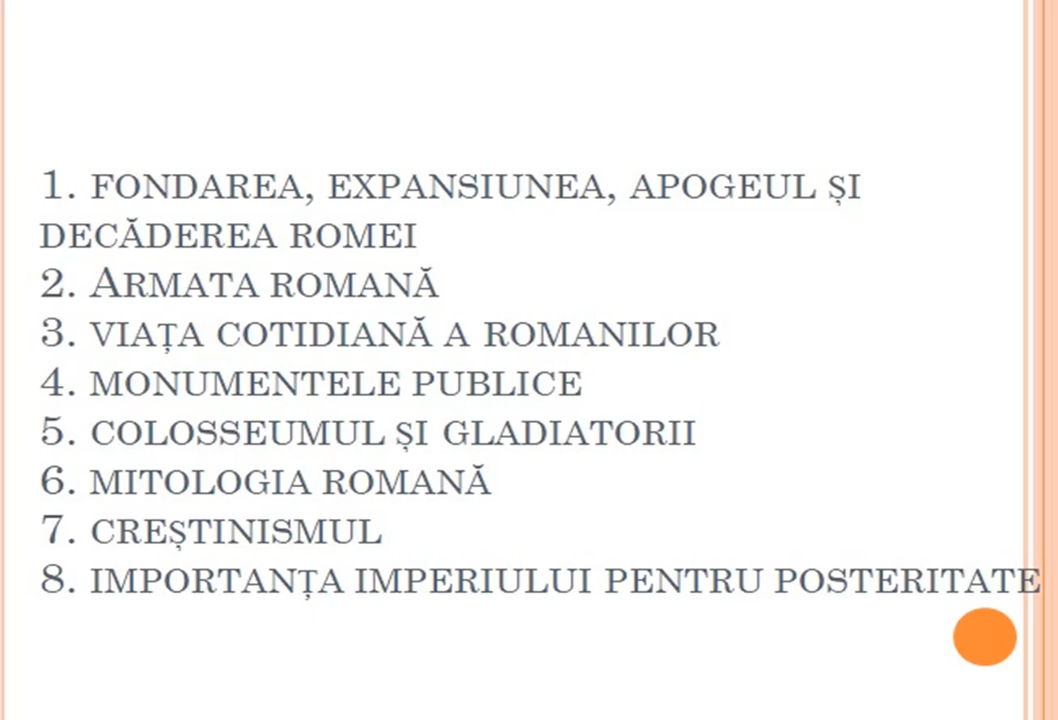 1. FONDAREA, EXPANSIUNEA, APOGEUL ȘI
DECĂDEREA ROMEI
2. ARMATA ROMANĂ
3. VIAȚA COTIDIANĂ A ROMANILOR
4. MONUMENTELE PUBLICE
5. COLOSSEUMUL ȘI GLADIATORII
6. MITOLOGIA ROMANĂ
7. CREȘTINISMUL
8. IMPORTANȚA IMPERIULUI PENTRU POSTERITATE